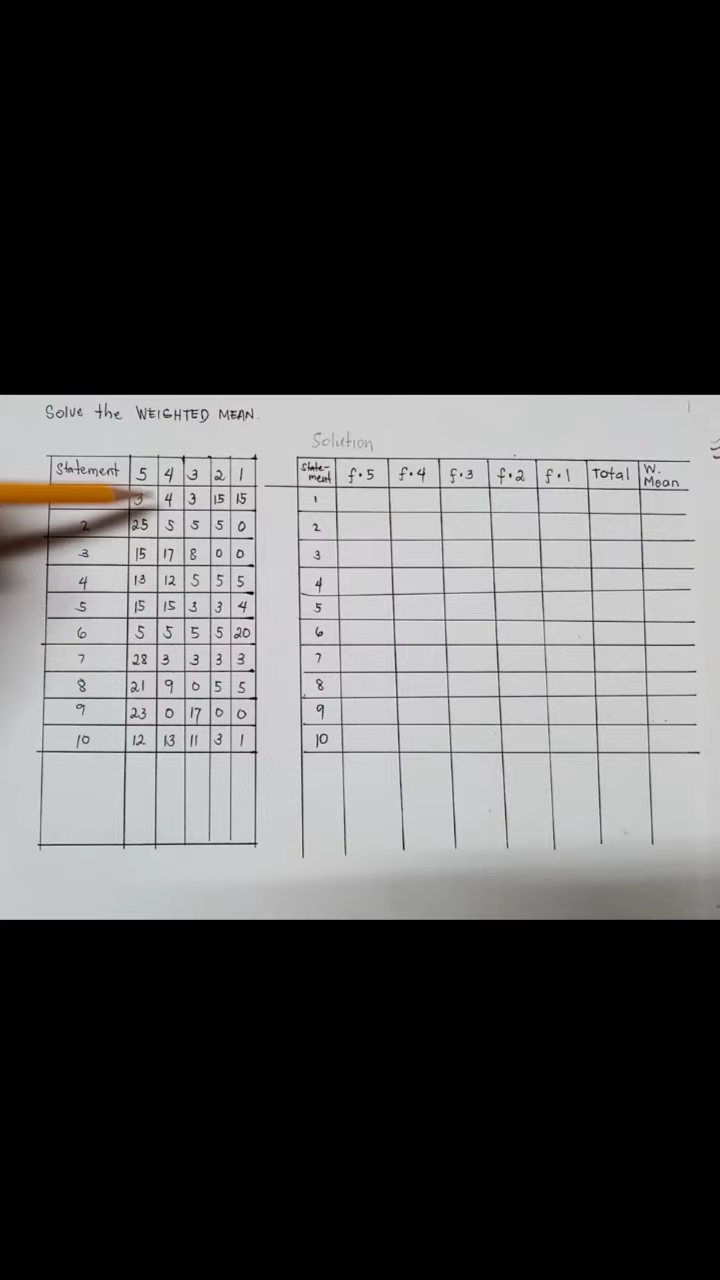 Solve the WEIGHTED MEAN.
1
Solution
Statement 5 4 3 2 1
3 4 3 15 15
2 25 5 5 5 0
3 15 17 8 0 0
4 13 12 5 5 5
5 15 15 3 3 4
6 5 5 5 5 20
7 28 3 3 3 3
8 21 9 0 5 5
9 23 0 17 0 0
10 12 13 11 3 1
State-ment f•5 f•4 f•3 f•2 f•1 Total W. Mean
1
2
3
4
5
6
7
8
9
10